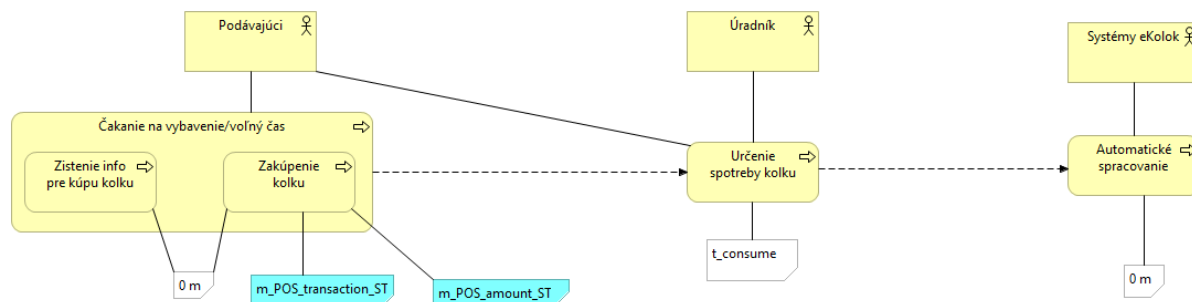 Podávajúci
Úradník
Systémy eKolok
Čakanie na vybavenie/voľný čas
Zistenie info
pre kúpu kolku
Zakúpenie
kolku
Určenie
spotreby kolku
Automatické
spracovanie
t_consume
0 m
m_POS_transaction_ST
m_POS_amount_ST
0 m